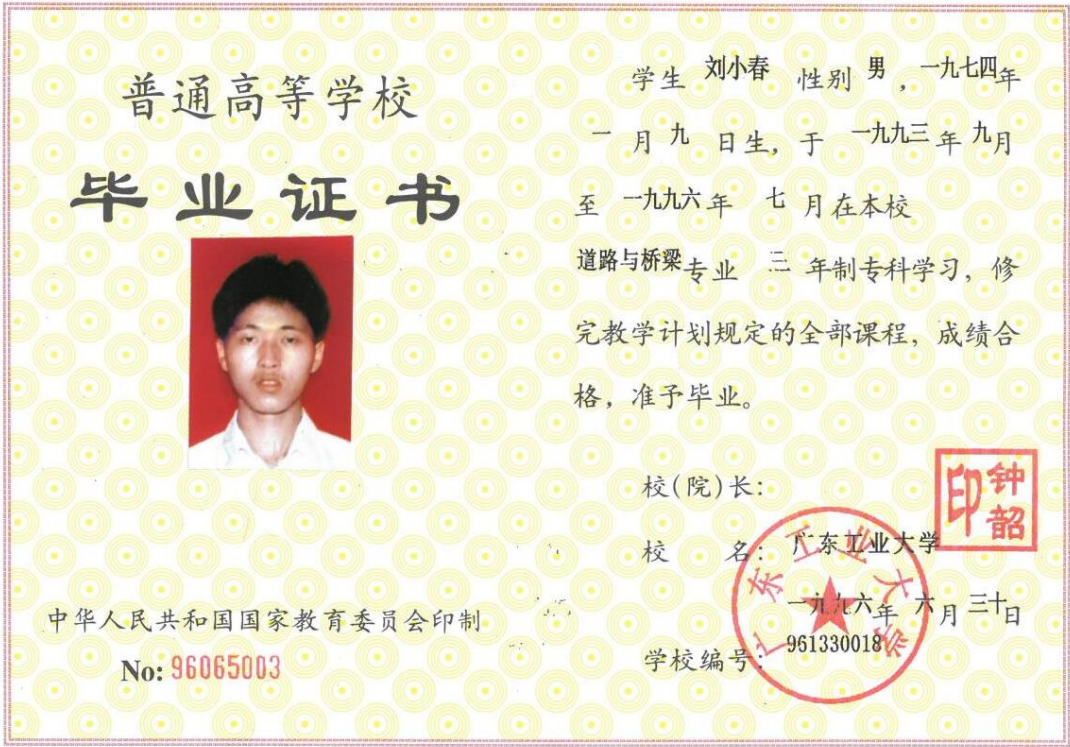 普通高等学校
毕业证书
中华人民共和国国家教育委员会印制
No: 96065003
学生 刘小春 性别 男 , 一九七四年
一月九日生, 于 一九九三年九月
至 一九九六年 七月在本校
道路与桥梁专业 三年制专科学习, 修
完教学计划规定的全部课程, 成绩合
格, 准予毕业。
校(院)长:
钟韶印
校 名: 广东工业大学
广东工业大学
一九九六年六月三十日
学校编号: 961330018